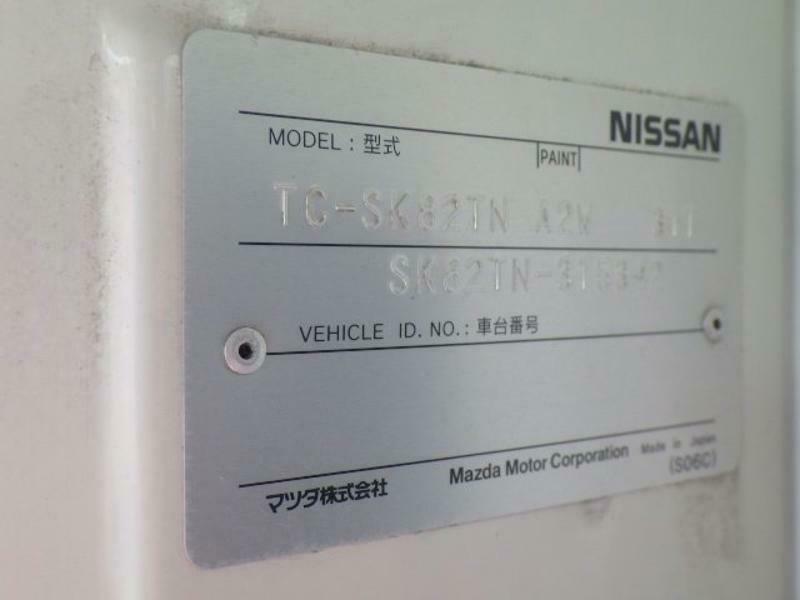 NISSAN
MODEL : 型式
PAINT
TC-SK82TN A2W
SK82TN-315342
VEHICLE ID. NO. : 車台番号
マツダ株式会社 Mazda Motor Corporation Made in Japan
(S06C)